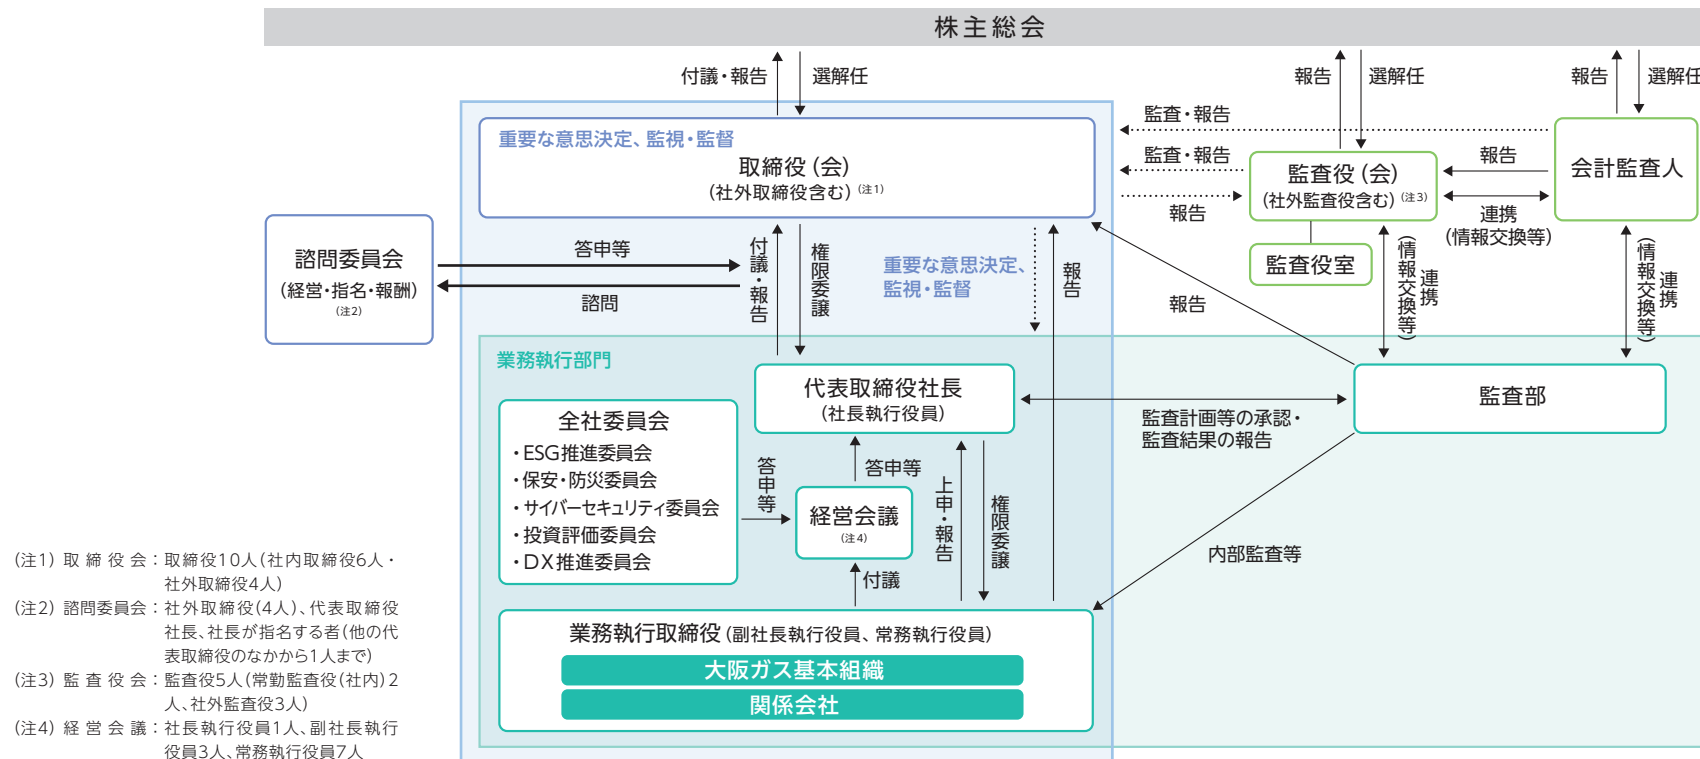 株主総会
付議・報告
選解任
報告
選解任
報告
選解任
重要な意思決定、監視・監督
取締役（会）
（社外取締役含む）（注1）
監査・報告
監査・報告
報告
監査役（会）
（社外監査役含む）（注3）
監査役室
報告
連携
（情報交換等）
会計監査人
諮問委員会
（経営・指名・報酬）
（注2）
答申等
諮問
付議・報告
権限委譲
重要な意思決定、
監視・監督
報告
報告
連携
（情報交換等）
連携
（情報交換等）
業務執行部門
代表取締役社長
（社長執行役員）
監査計画等の承認・
監査結果の報告
監査部
全社委員会
・ESG推進委員会
・保安・防災委員会
・サイバーセキュリティ委員会
・投資評価委員会
・DX推進委員会
答申等
答申等
経営会議
（注4）
付議
上申・報告
権限委譲
内部監査等
業務執行取締役（副社長執行役員、常務執行役員）
大阪ガス基本組織
関係会社
（注1）取締役会：取締役10人（社内取締役6人・
社外取締役4人）
（注2）諮問委員会：社外取締役（4人）、代表取締役
社長、社長が指名する者（他の代
表取締役のなかから1人まで）
（注3）監査役会：監査役5人（常勤監査役（社内）2
人、社外監査役3人）
（注4）経営会議：社長執行役員1人、副社長執行
役員3人、常務執行役員7人